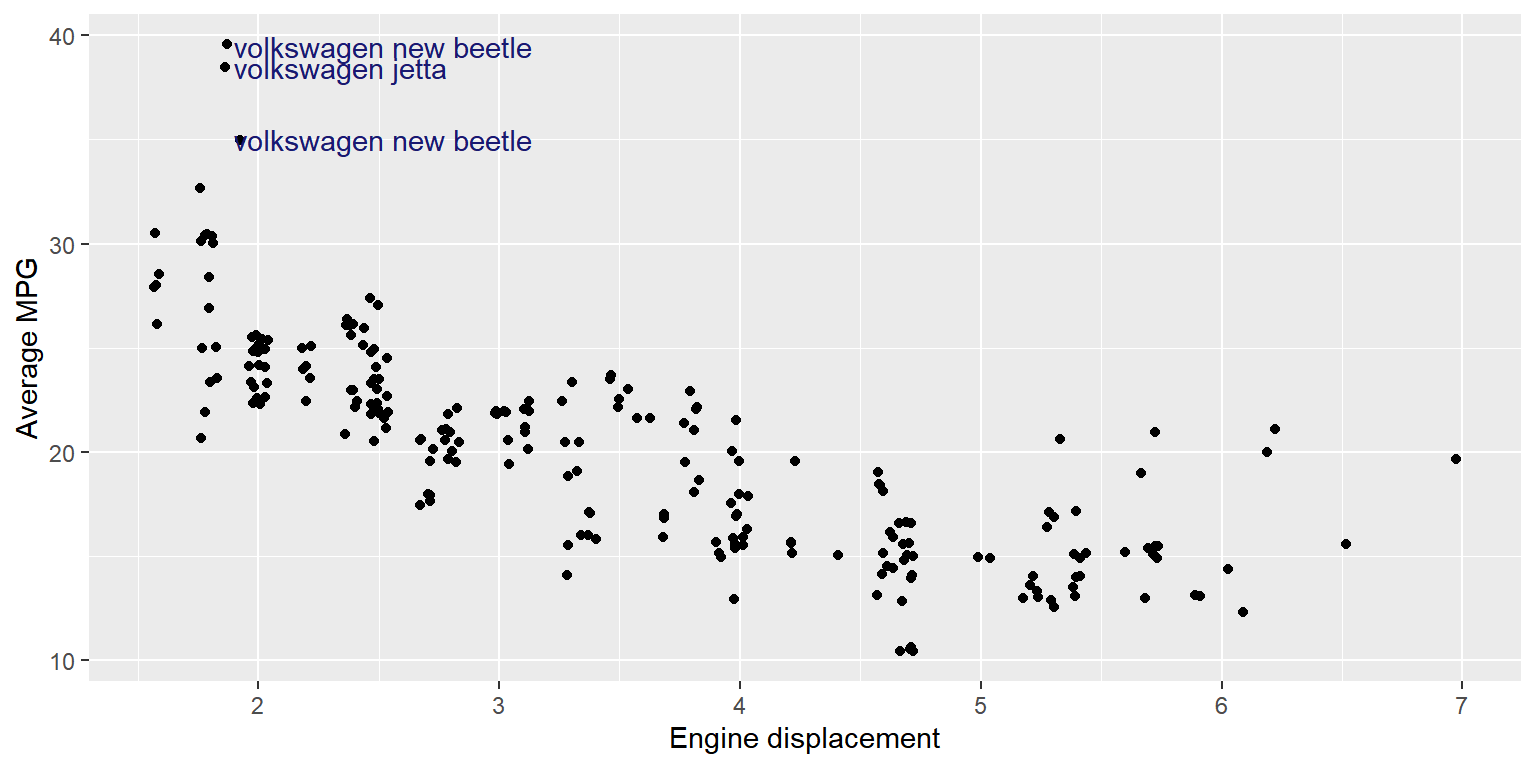 40
volkswagen new beetle
volkswagen jetta
volkswagen new beetle
30
20
10
Average MPG
2 3 4 5 6 7
Engine displacement